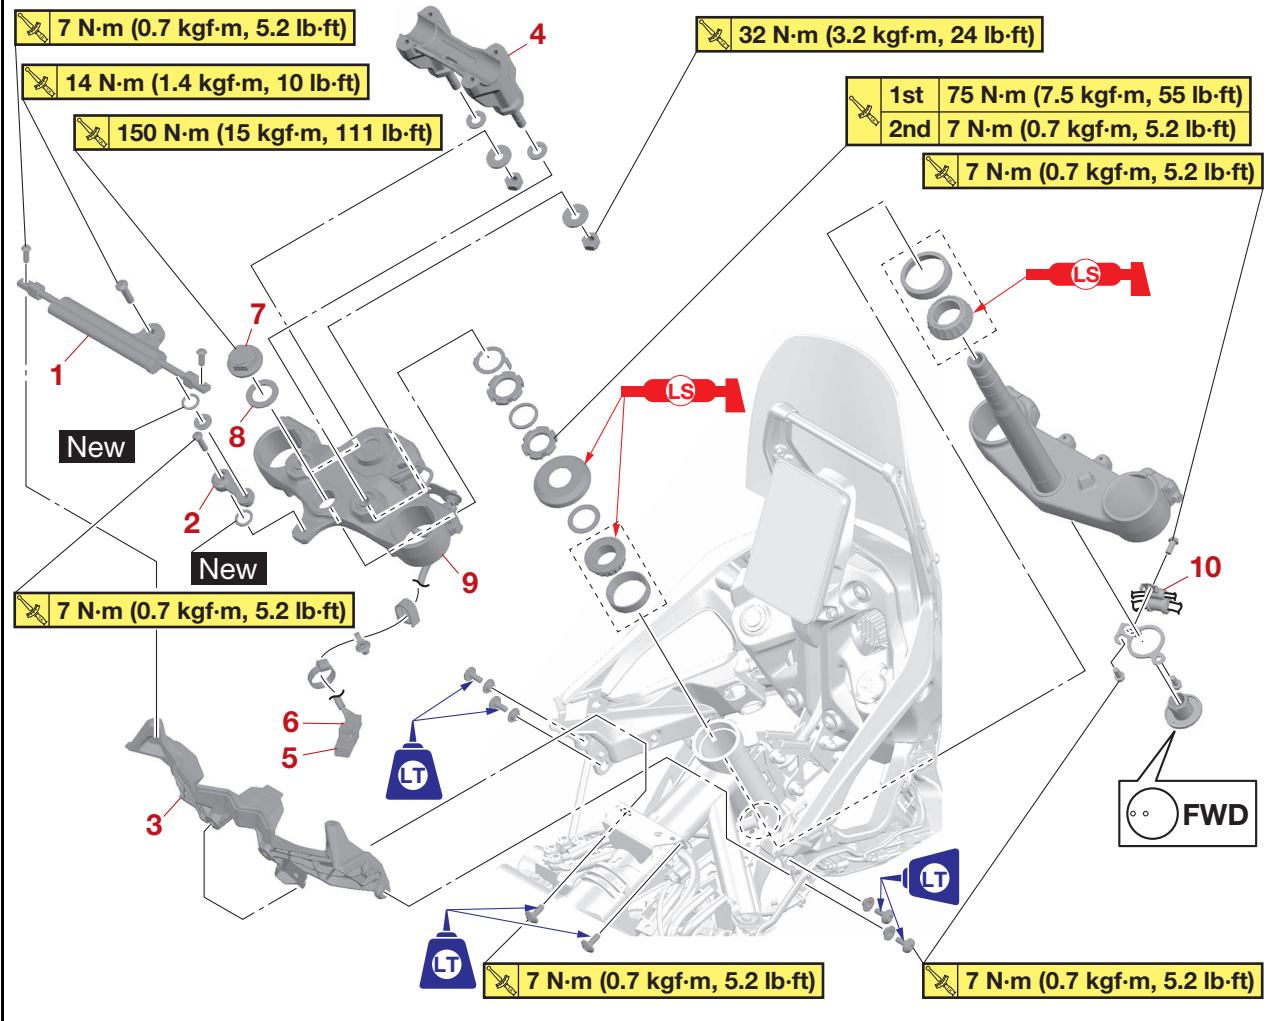 7 N·m (0.7 kgf·m, 5.2 lb·ft)
4
32 N·m (3.2 kgf·m, 24 lb·ft)
14 N·m (1.4 kgf·m, 10 lb·ft)
1st 75 N·m (7.5 kgf·m, 55 lb·ft)
2nd 7 N·m (0.7 kgf·m, 5.2 lb·ft)
150 N·m (15 kgf·m, 111 lb·ft)
7 N·m (0.7 kgf·m, 5.2 lb·ft)
LS
7
1
LS
8
New
2
New
9
10
7 N·m (0.7 kgf·m, 5.2 lb·ft)
6
5
LT
3
FWD
LT
LT
7 N·m (0.7 kgf·m, 5.2 lb·ft)
7 N·m (0.7 kgf·m, 5.2 lb·ft)